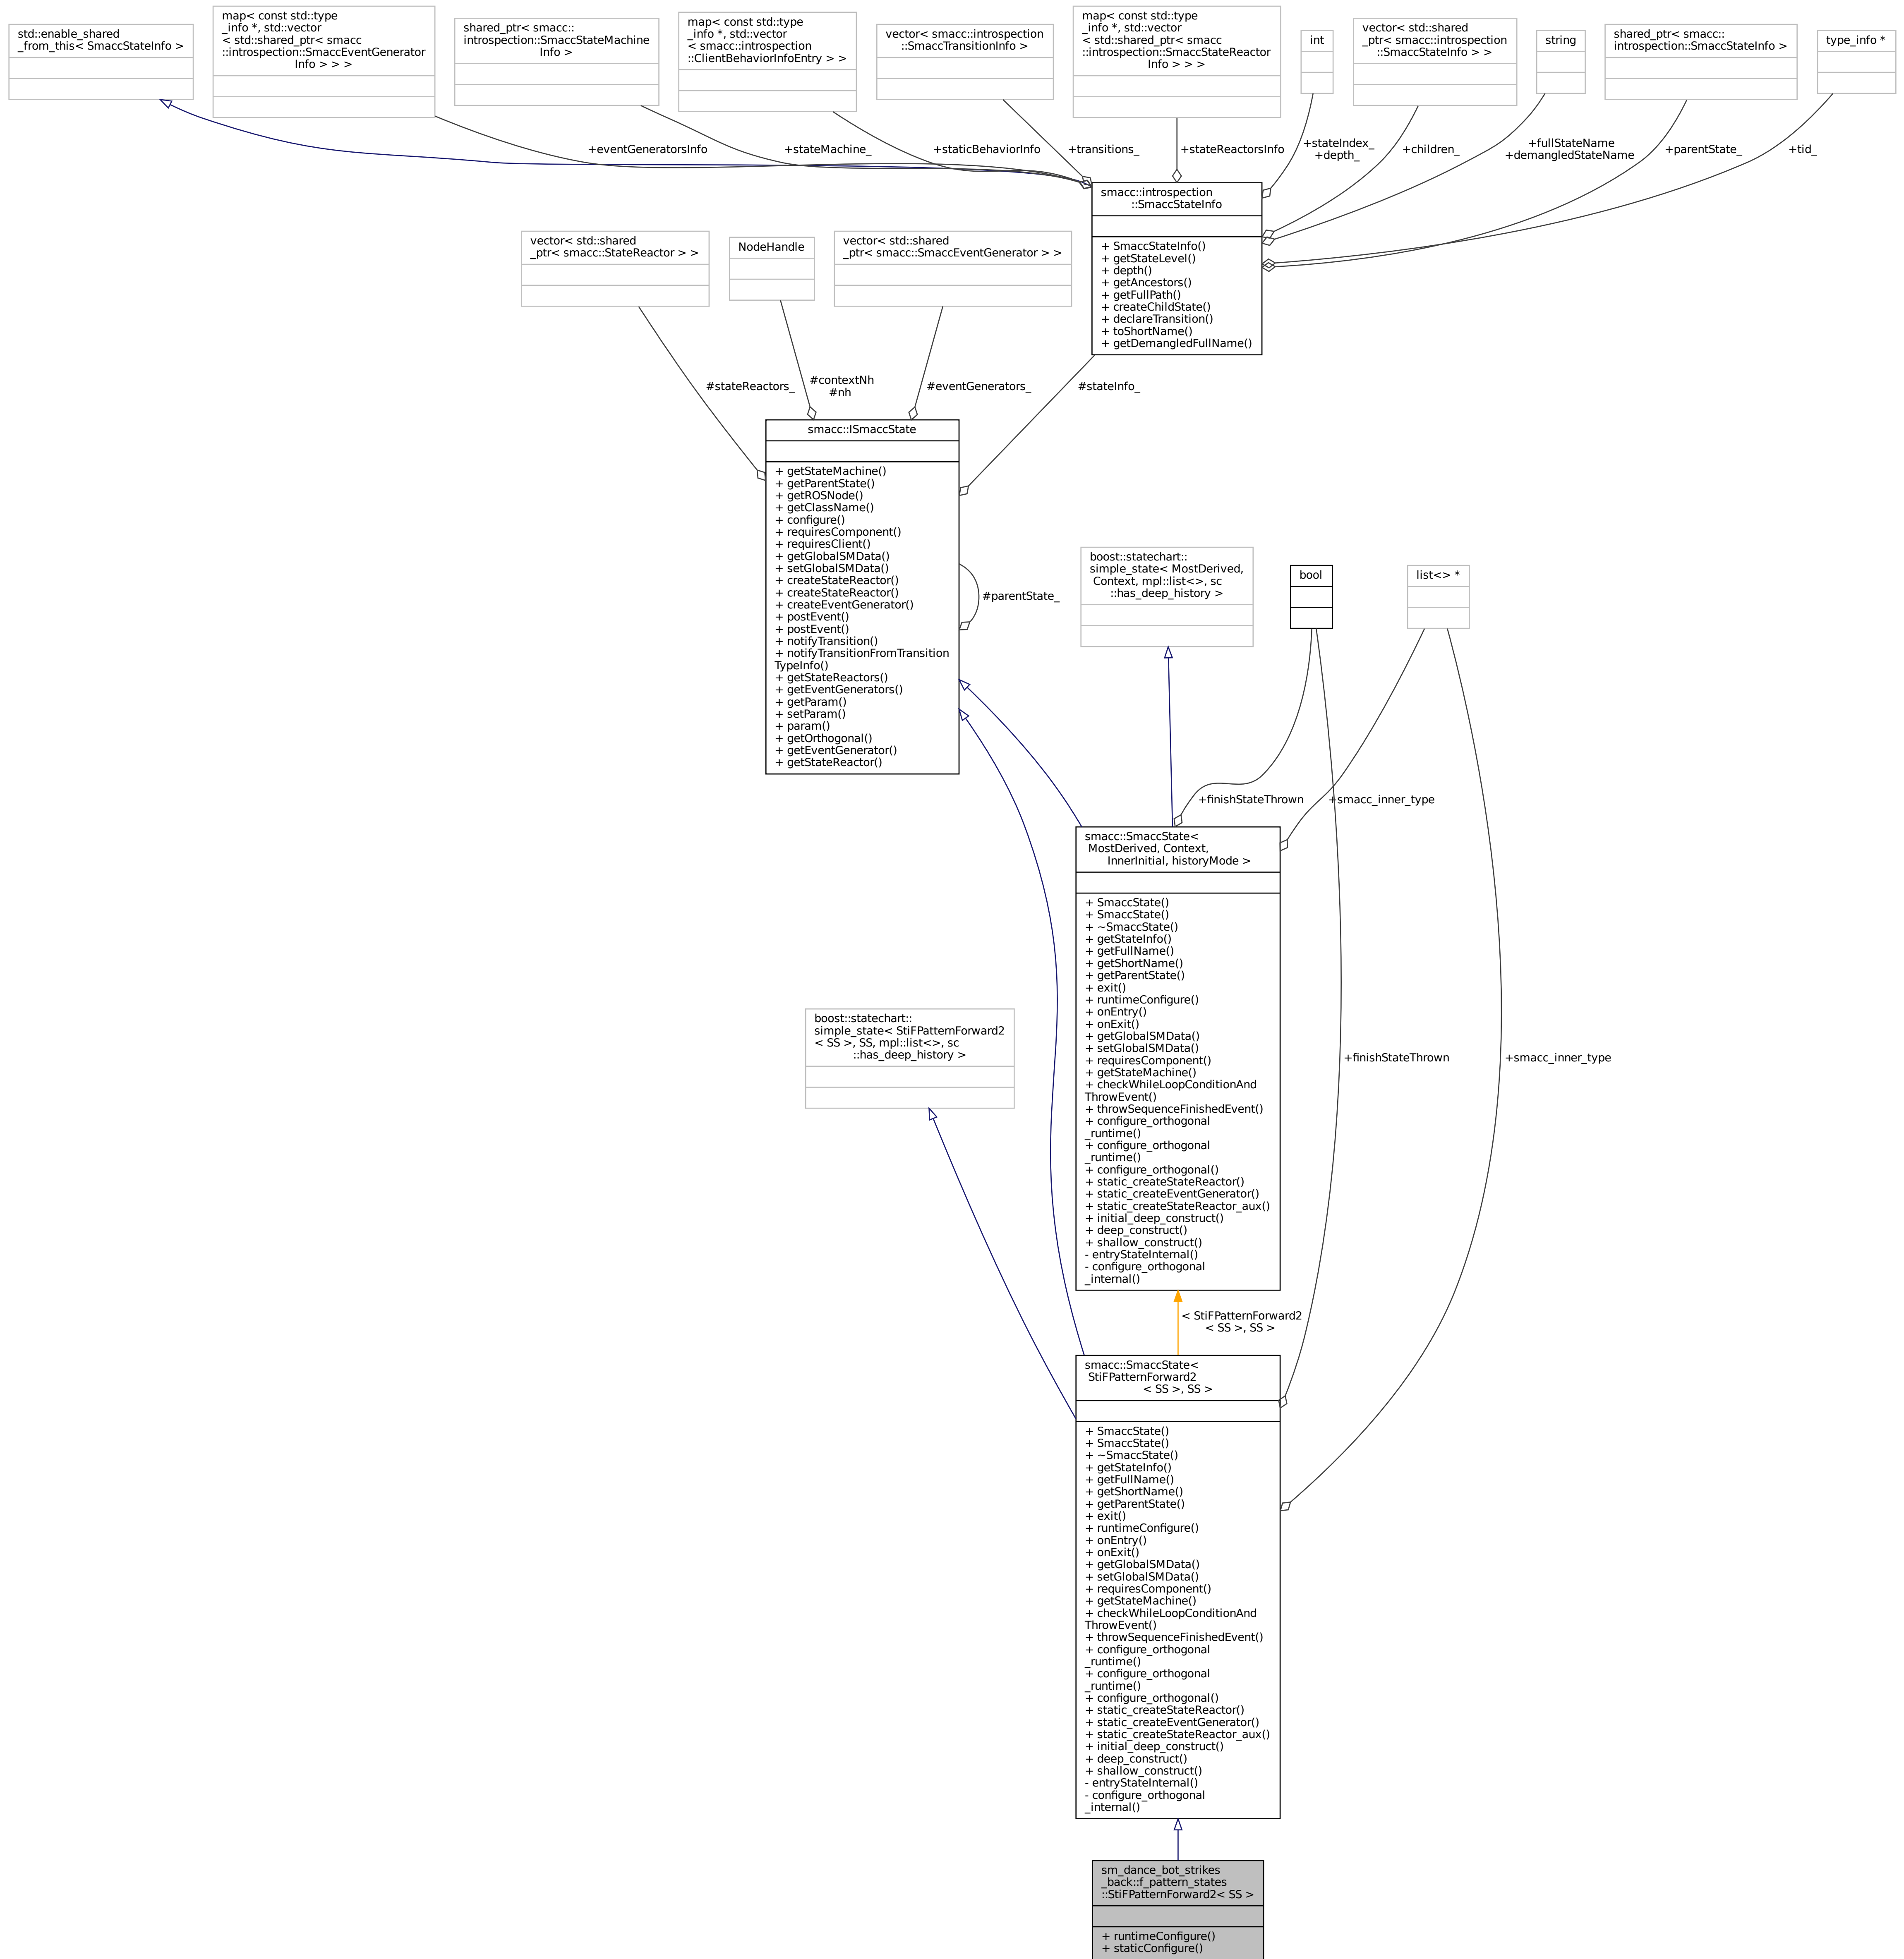 std::enable_shared
_from_this< SmaccStateInfo >
map< const std::type
_info *, std::vector
< std::shared_ptr< smacc
::introspection::SmaccEventGenerator
Info > > >
shared_ptr< smacc::
introspection::SmaccStateMachine
Info >
map< const std::type
_info *, std::vector
< smacc::introspection
::ClientBehaviorInfoEntry > >
vector< smacc::introspection
::SmaccTransitionInfo >
map< const std::type
_info *, std::vector
< std::shared_ptr< smacc
::introspection::SmaccStateReactor
Info > > >
int
vector< std::shared
_ptr< smacc::introspection
::SmaccStateInfo > >
string
shared_ptr< smacc::
introspection::SmaccStateInfo >
type_info *
+eventGeneratorsInfo
+stateMachine_
+staticBehaviorInfo
+transitions_
+stateReactorsInfo
+stateIndex_
+depth_
+children_
+fullStateName
+demangledStateName
+parentState_
+tid_
smacc::introspection
::SmaccStateInfo
+ SmaccStateInfo()
+ getStateLevel()
+ depth()
+ getAncestors()
+ getFullPath()
+ createChildState()
+ declareTransition()
+ toShortName()
+ getDemangledFullName()
vector< std::shared
_ptr< smacc::StateReactor > >
NodeHandle
vector< std::shared
_ptr< smacc::SmaccEventGenerator > >
#stateReactors_
#contextNh
#nh
#eventGenerators_
#stateInfo_
smacc::ISmaccState
+ getStateMachine()
+ getParentState()
+ getROSNode()
+ getClassName()
+ configure()
+ requiresComponent()
+ requiresClient()
+ getGlobalSMData()
+ setGlobalSMData()
+ createStateReactor()
+ createStateReactor()
+ createEventGenerator()
+ postEvent()
+ postEvent()
+ notifyTransition()
+ notifyTransitionFromTransition
TypeInfo()
+ getStateReactors()
+ getEventGenerators()
+ getParam()
+ setParam()
+ param()
+ getOrthogonal()
+ getEventGenerator()
+ getStateReactor()
#parentState_
boost::statechart::
simple_state< MostDerived,
Context, mpl::list<>, sc
::has_deep_history >
bool
list<> *
+finishStateThrown
+smacc_inner_type
smacc::SmaccState<
MostDerived, Context,
InnerInitial, historyMode >
+ SmaccState()
+ SmaccState()
+ ~SmaccState()
+ getStateInfo()
+ getFullName()
+ getShortName()
+ getParentState()
+ exit()
+ runtimeConfigure()
+ onEntry()
+ onExit()
+ getGlobalSMData()
+ setGlobalSMData()
+ requiresComponent()
+ getStateMachine()
+ checkWhileLoopConditionAnd
ThrowEvent()
+ throwSequenceFinishedEvent()
+ configure_orthogonal
_runtime()
+ configure_orthogonal
_runtime()
+ configure_orthogonal()
+ static_createStateReactor()
+ static_createEventGenerator()
+ static_createStateReactor_aux()
+ initial_deep_construct()
+ deep_construct()
+ shallow_construct()
- entryStateInternal()
- configure_orthogonal
_internal()
boost::statechart::
simple_state< StiFPatternForward2
< SS >, SS, mpl::list<>, sc
::has_deep_history >
+finishStateThrown
+smacc_inner_type
< StiFPatternForward2
< SS >, SS >
smacc::SmaccState<
StiFPatternForward2
< SS >, SS >
+ SmaccState()
+ SmaccState()
+ ~SmaccState()
+ getStateInfo()
+ getFullName()
+ getShortName()
+ getParentState()
+ exit()
+ runtimeConfigure()
+ onEntry()
+ onExit()
+ getGlobalSMData()
+ setGlobalSMData()
+ requiresComponent()
+ getStateMachine()
+ checkWhileLoopConditionAnd
ThrowEvent()
+ throwSequenceFinishedEvent()
+ configure_orthogonal
_runtime()
+ configure_orthogonal
_runtime()
+ configure_orthogonal()
+ static_createStateReactor()
+ static_createEventGenerator()
+ static_createStateReactor_aux()
+ initial_deep_construct()
+ deep_construct()
+ shallow_construct()
- entryStateInternal()
- configure_orthogonal
_internal()
sm_dance_bot_strikes
_back::f_pattern_states
::StiFPatternForward2< SS >
+ runtimeConfigure()
+ staticConfigure()